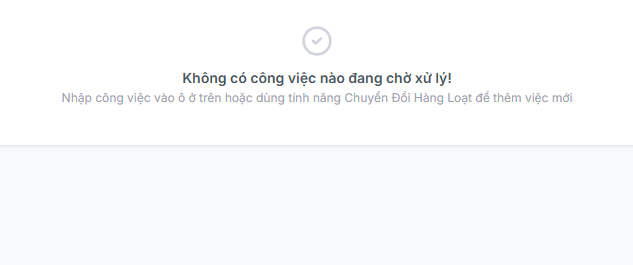 Không có công việc nào đang chờ xử lý!
Nhập công việc vào ô ở trên hoặc dùng tính năng Chuyển Đổi Hàng Loạt để thêm việc mới